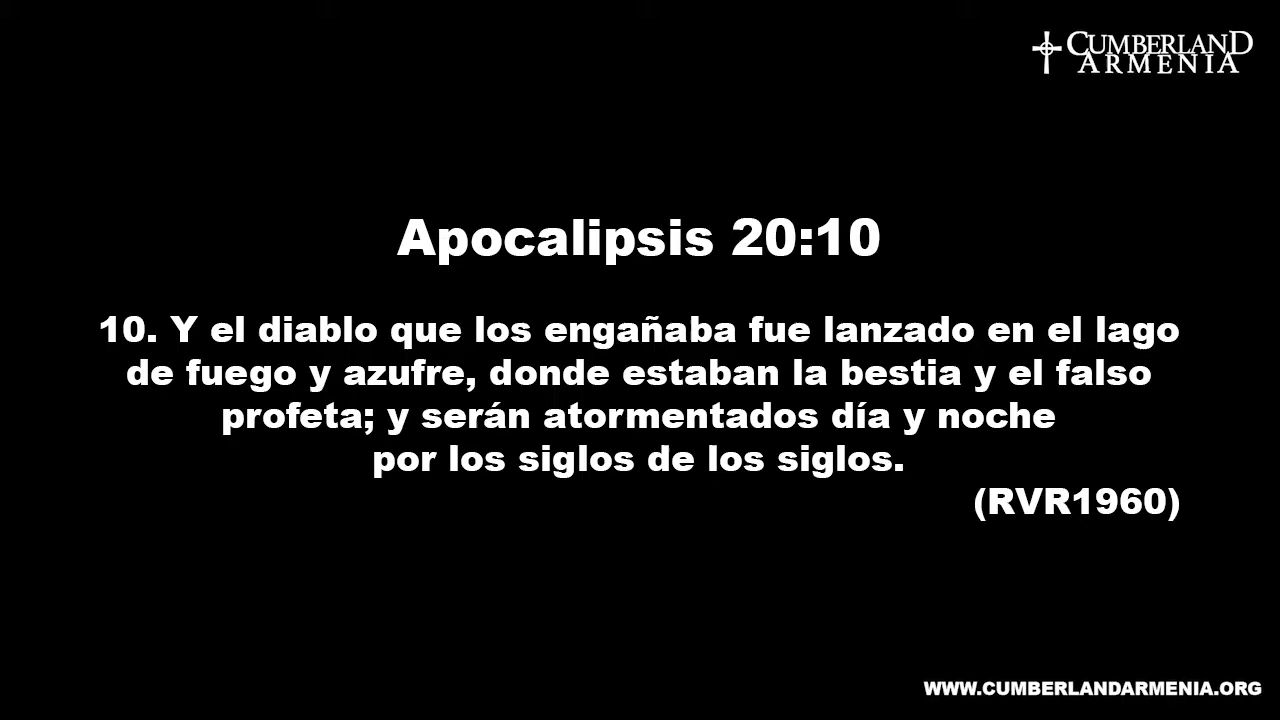 CUMBERLAND
ARMENIA
Apocalipsis 20:10
10. Y el diablo que los engañaba fue lanzado en el lago
de fuego y azufre, donde estaban la bestia y el falso
profeta; y serán atormentados día y noche
por los siglos de los siglos.
(RVR1960)
WWW.CUMBERLANDARMENIA.ORG